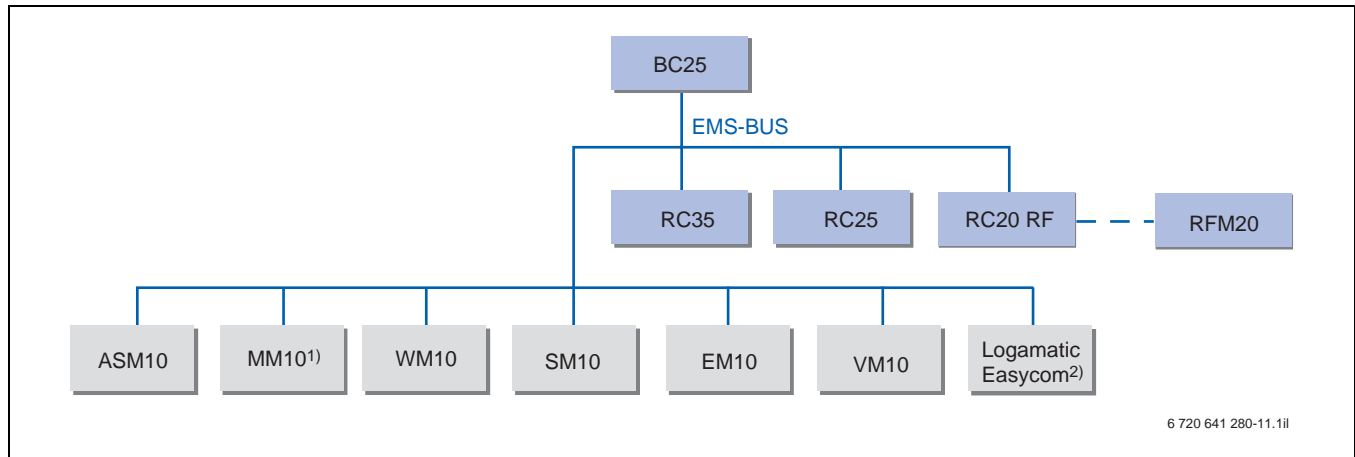 BC25
EMS-BUS
RC35
RC25
RC20 RF
RFM20
ASM10
MM10¹⁾
WM10
SM10
EM10
VM10
Logamatic
Easycom²⁾
6 720 641 280-11.1il